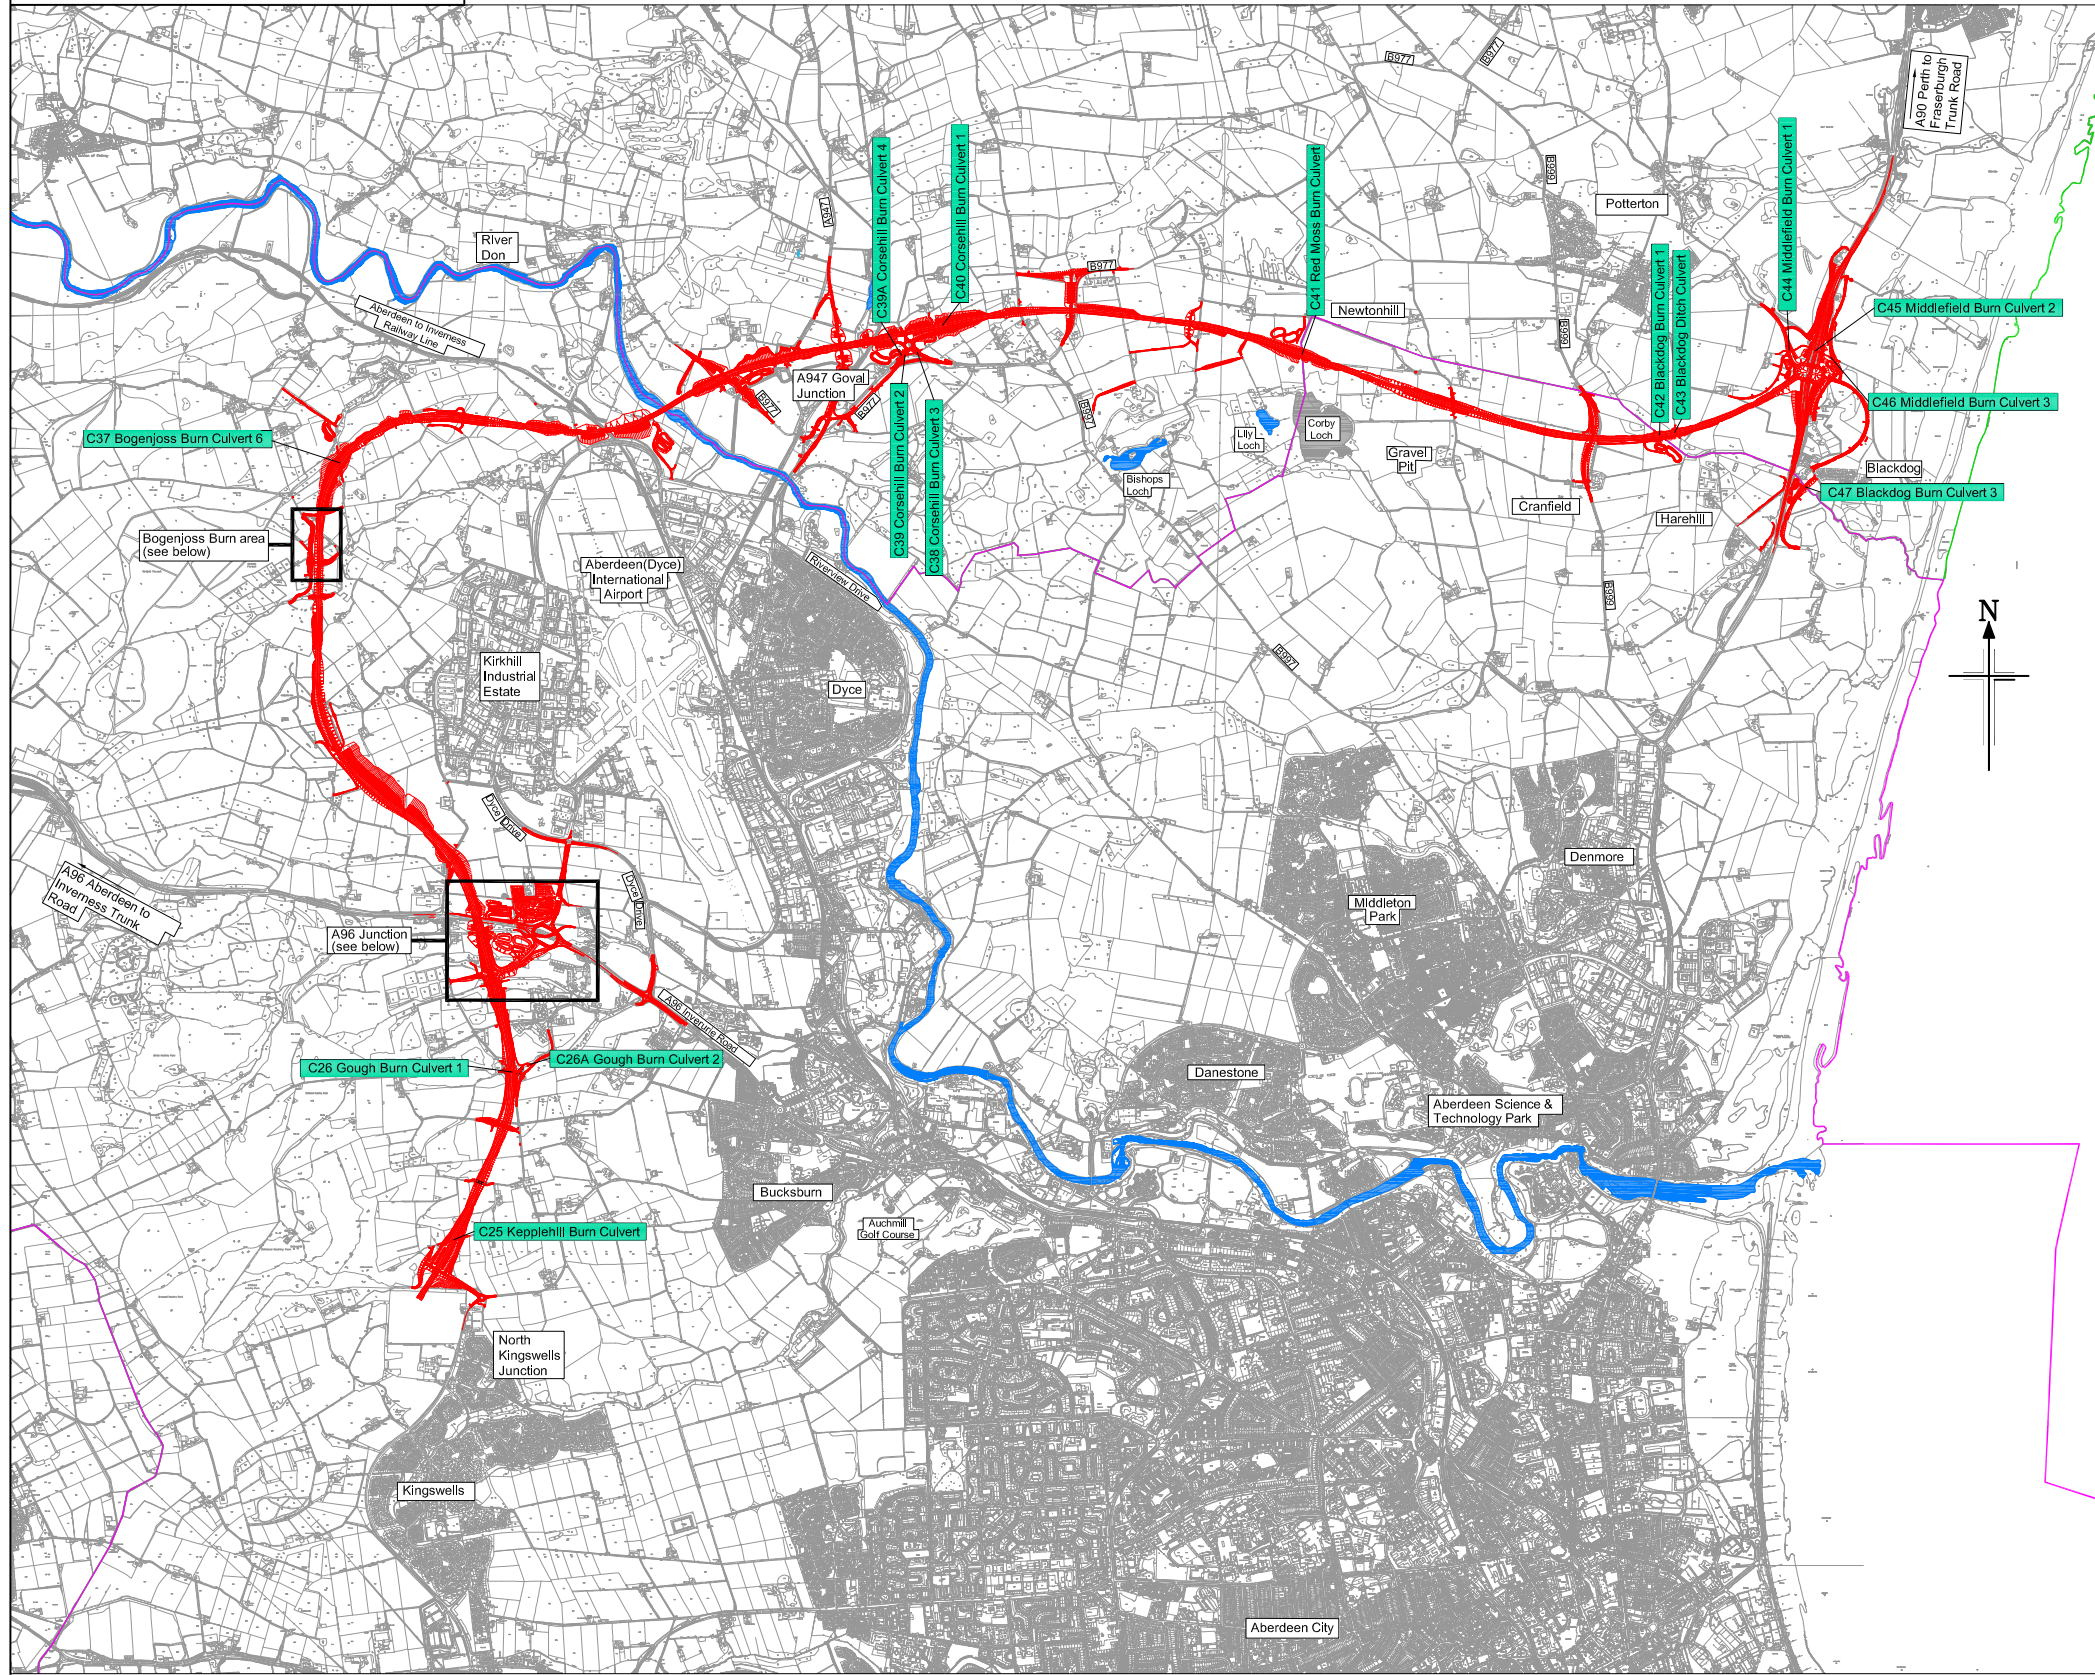 A90 Perth to
Fraserburgh
Trunk Road
B977
B977
A947
B999
Potterton
C39A Corsehill Burn Culvert 4
C40 Corsehill Burn Culvert 1
C41 Red Moss Burn Culvert
C44 Middlefield Burn Culvert 1
River
Don
B977
Newtonhill
C42 Blackdog Burn Culvert 1
C43 Blackdog Ditch Culvert
C45 Middlefield Burn Culvert 2
Aberdeen to Inverness
Railway Line
B999
A947 Goval
Junction
B977
B977
B997
C46 Middlefield Burn Culvert 3
C37 Bogenjoss Burn Culvert 6
C39 Corsehill Burn Culvert 2
C38 Corsehill Burn Culvert 3
Lily
Loch
Corby
Loch
Gravel
Pit
Bishops
Loch
Blackdog
C47 Blackdog Burn Culvert 3
Cranfield
Harehill
Bogenjoss Burn area
(see below)
Aberdeen(Dyce)
International
Airport
Riverview Drive
B999
N
Kirkhill
Industrial
Estate
Dyce
B997
Dyce Drive
Dyce Drive
Denmore
A96 Aberdeen to
Inverness Trunk
Road
Middleton
Park
A96 Junction
(see below)
A96 Inverurie Road
C26 Gough Burn Culvert 1
C26A Gough Burn Culvert 2
Danestone
Aberdeen Science &
Technology Park
Bucksburn
Auchmill
Golf Course
C25 Kepplehill Burn Culvert
North
Kingswells
Junction
Kingswells
Aberdeen City